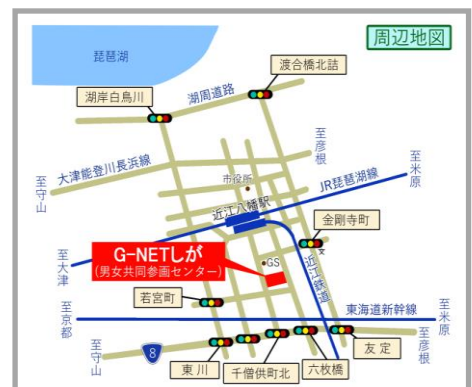 周辺地図
琵琶湖
渡合橋北詰
湖岸白鳥川
湖周道路
至彦根
大津能登川長浜線
至米原
市役所
JR琵琶湖線
至守山
近江八幡駅
金剛寺町
G-NETしが
(男女共同参画センター)
GS
近江鉄道
至大津
若宮町
東海道新幹線
至京都
至米原
友定
8
至彦根
至守山
東川
千僧供町北
六枚橋